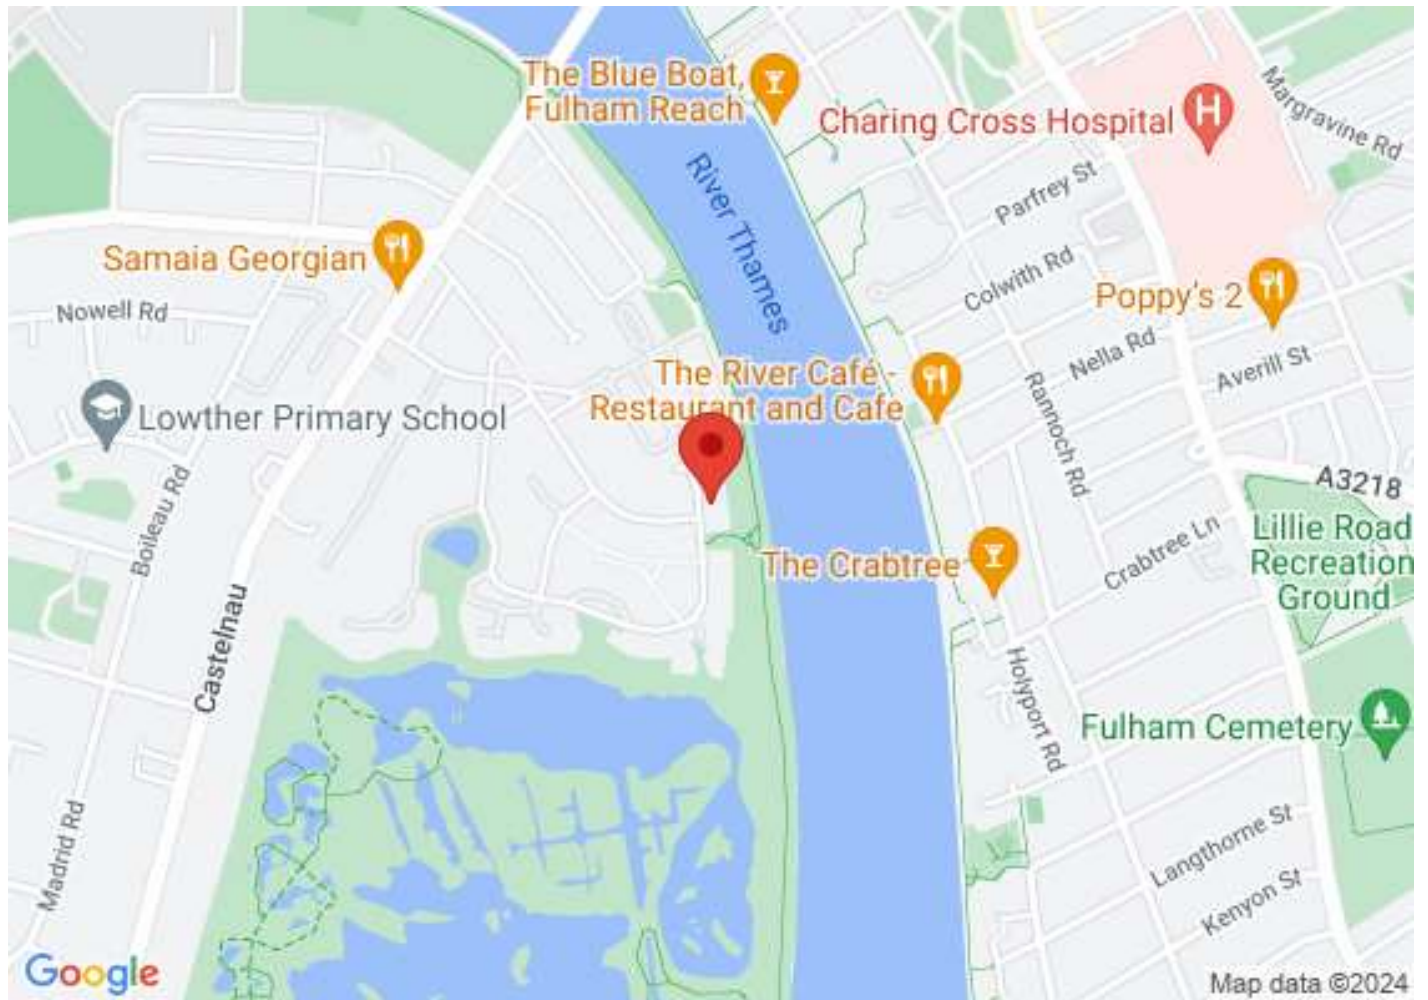 The Blue Boat,
Fulham Reach
Charing Cross Hospital
Margravine Rd
River Thames
Parfrey St
Samaia Georgian
Colwith Rd
Poppy's 2
Nowell Rd
Nella Rd
Averill St
The River Café -
Restaurant and Cafe
Rannoch Rd
Lowther Primary School
A3218
Boileau Rd
Crabtree Ln
Lillie Road
Recreation
Ground
The Crabtree
Castelnau
Holyport Rd
Fulham Cemetery
Madrid Rd
Langthorne St
Kenyon St
Google
Map data ©2024